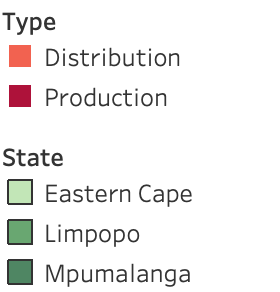 Type
Distribution
Production
State
Eastern Cape
Limpopo
Mpumalanga